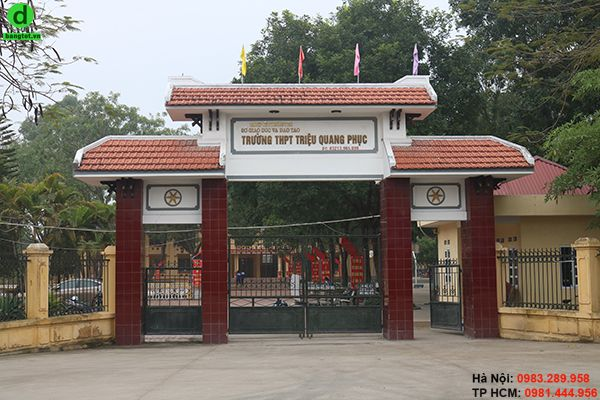 d
bangtet.vn
SỞ GIÁO DỤC VÀ ĐÀO TẠO
TRƯỜNG THPT TRIỆU QUANG PHỤC
Hà Nội: 0983.289.958
TP HCM: 0981.444.956